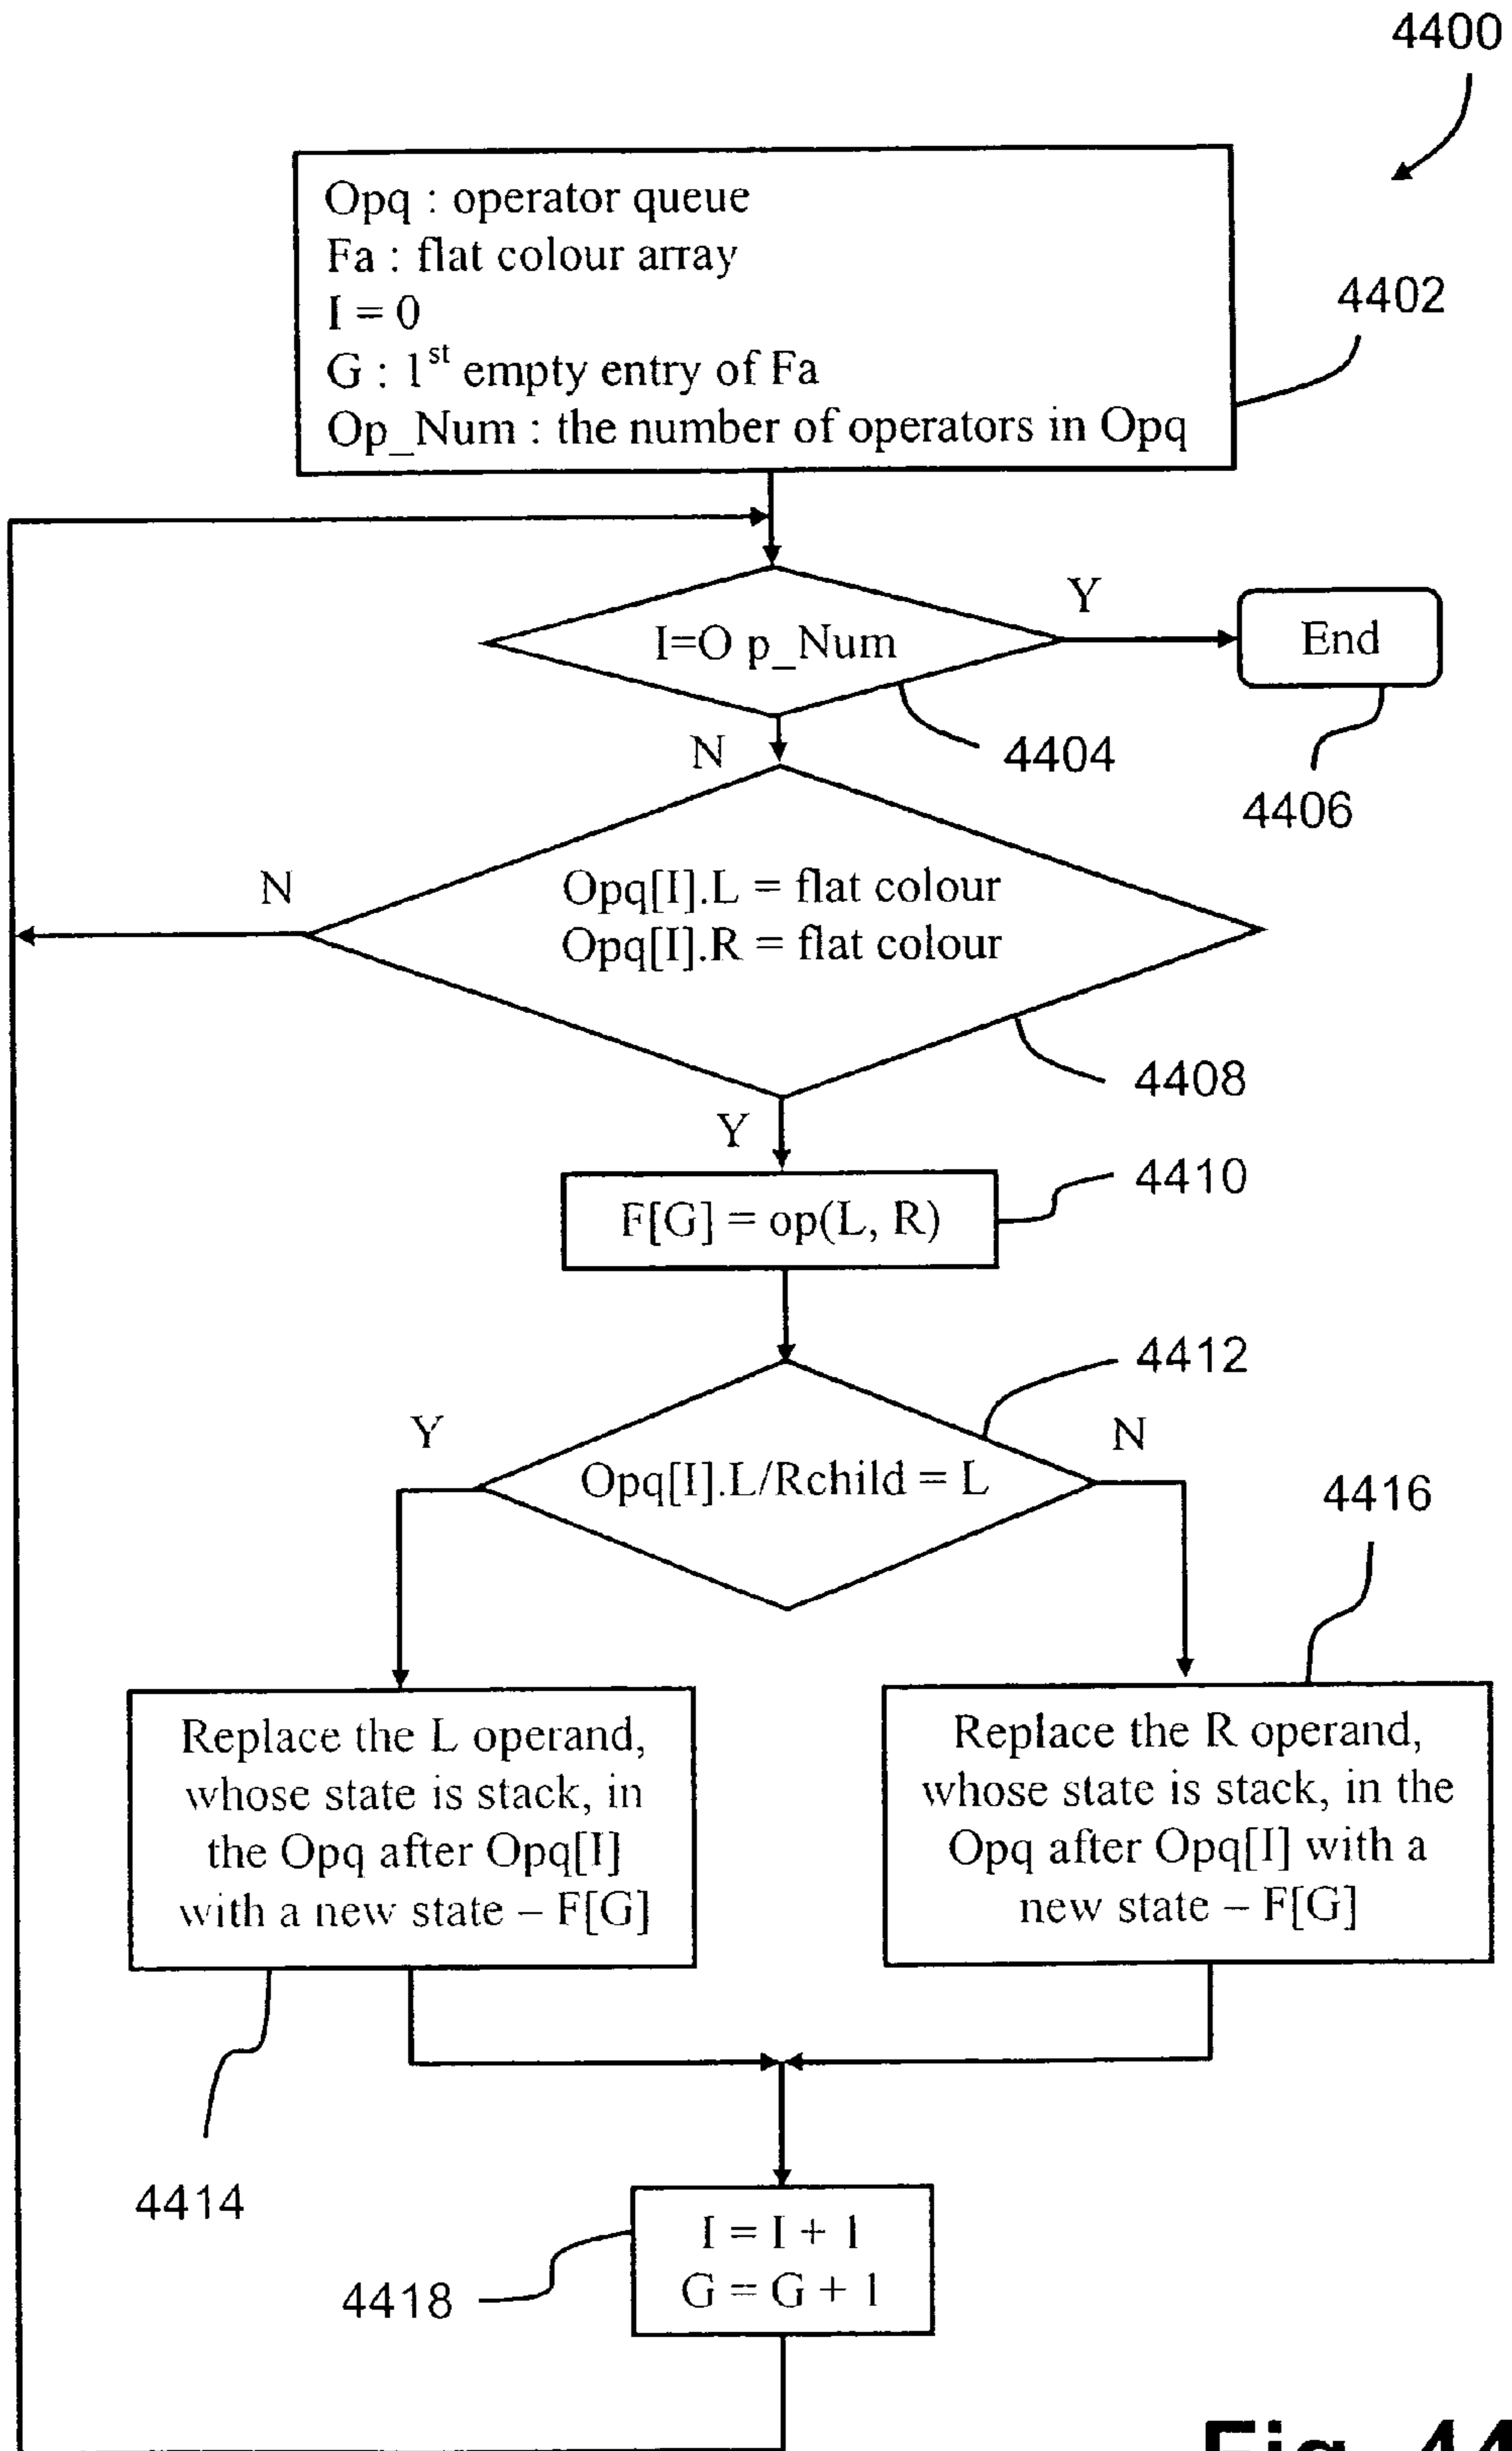 4400
Opq : operator queue
Fa : flat colour array
I = 0
G : 1st empty entry of Fa
Op_Num : the number of operators in Opq
4402
I=O p_Num
Y
End
N
4404
4406
N
Opq[I].L = flat colour
Opq[I].R = flat colour
4408
Y
4410
F[G] = op(L, R)
4412
Y
N
Opq[I].L/Rchild = L
4416
Replace the L operand,
whose state is stack, in
the Opq after Opq[I]
with a new state – F[G]
Replace the R operand,
whose state is stack, in the
Opq after Opq[I] with a
new state – F[G]
4414
I = I + 1
G = G + 1
4418
Fig. 44